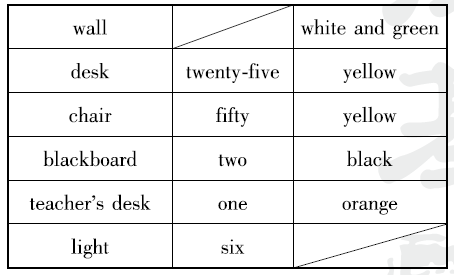 wall white and green
desk twenty-five yellow
chair fifty yellow
blackboard two black
teacher's desk one orange
light six